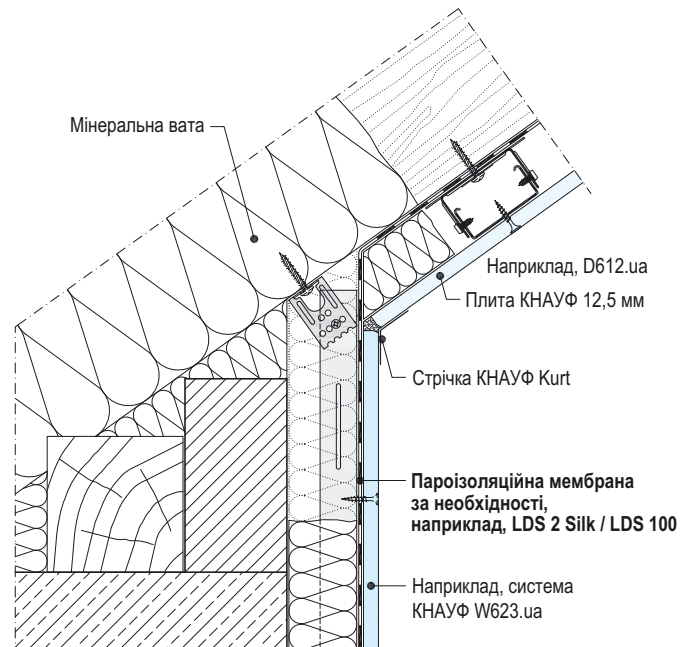 Мінеральна вата
Наприклад, D612.ua
Плита КНАУФ 12,5 мм
Стрічка КНАУФ Kurt
Пароізоляційна мембрана
за необхідності,
наприклад, LDS 2 Silk / LDS 100
Наприклад, система
КНАУФ W623.ua